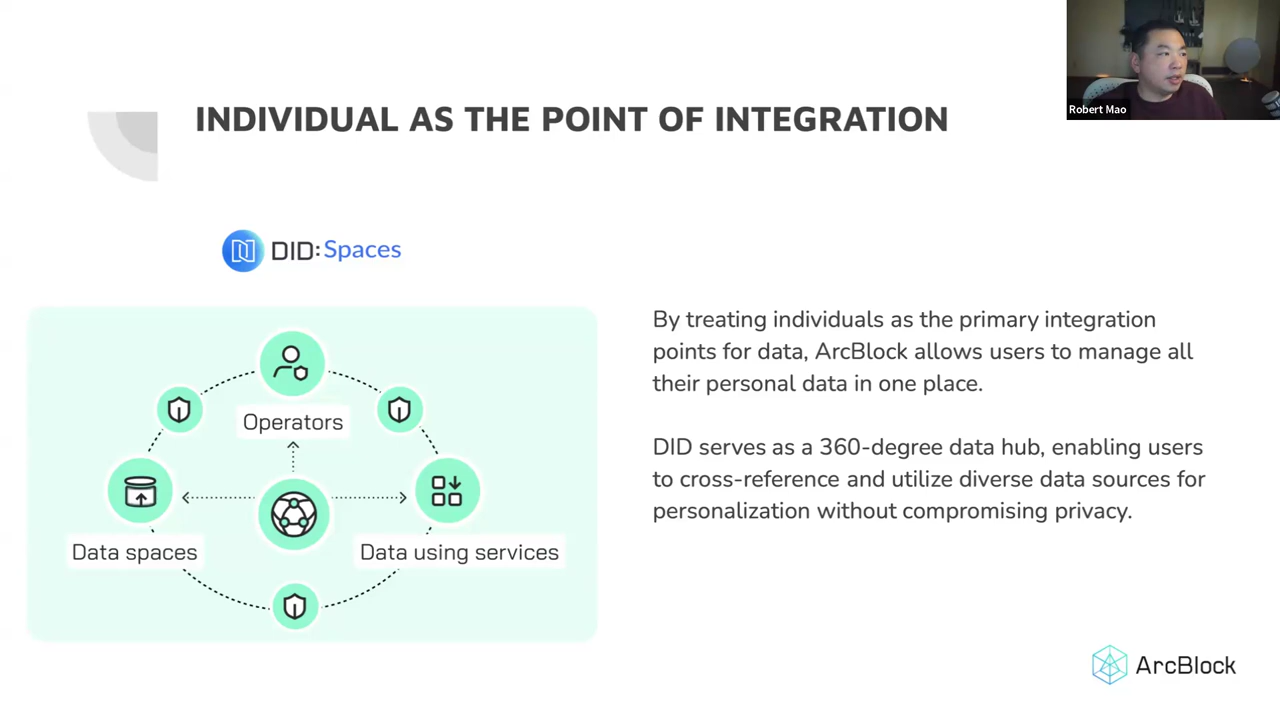 Robert Mao
INDIVIDUAL AS THE POINT OF INTEGRATION
DID:Spaces
Operators
Data spaces
Data using services
By treating individuals as the primary integration
points for data, ArcBlock allows users to manage all
their personal data in one place.
DID serves as a 360-degree data hub, enabling users
to cross-reference and utilize diverse data sources for
personalization without compromising privacy.
ArcBlock